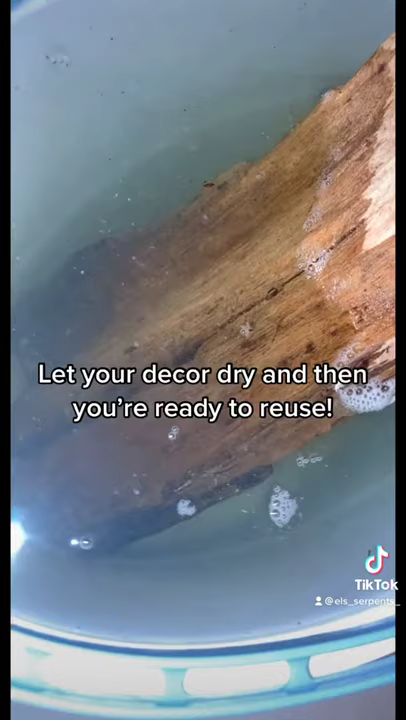 Let your decor dry and then
you're ready to reuse!
TikTok
@els_serpents_